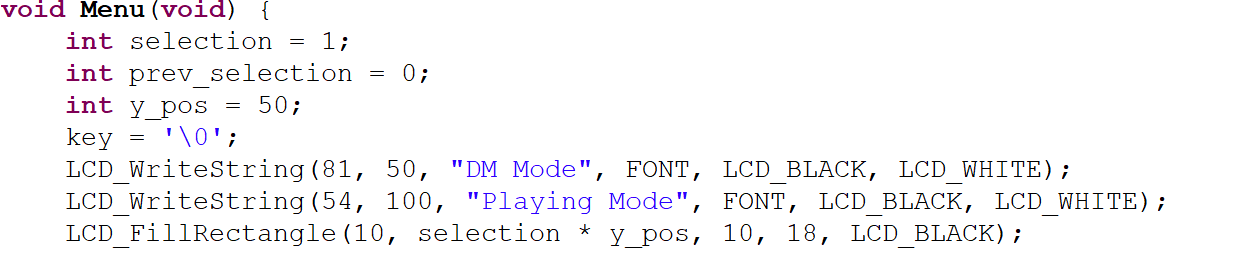 void Menu(void) {
    int selection = 1;
    int prev_selection = 0;
    int y_pos = 50;
    key = '\0';
    LCD_WriteString(81, 50, "DM Mode", FONT, LCD_BLACK, LCD_WHITE);
    LCD_WriteString(54, 100, "Playing Mode", FONT, LCD_BLACK, LCD_WHITE);
    LCD_FillRectangle(10, selection * y_pos, 10, 18, LCD_BLACK);